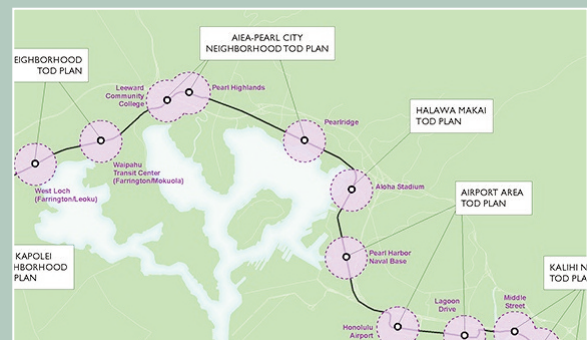 AIEA-PEARL CITY
NEIGHBORHOOD TOD PLAN
EIGHBORHOOD
TOD PLAN
Leeward
Community
College
Pearl Highlands
Pearlridge
HALAWA MAKAI
TOD PLAN
Waipahu
Transit Center
(Farrington/Mokuola)
West Loch
(Farrington/Leoku)
Aloha Stadium
AIRPORT AREA
TOD PLAN
KAPOLEI
HBORHOOD
PLAN
Pearl Harbor
Naval Base
KALIHI N
TOD PLA
Lagoon
Drive
Middle
Street
Honolulu
Airport